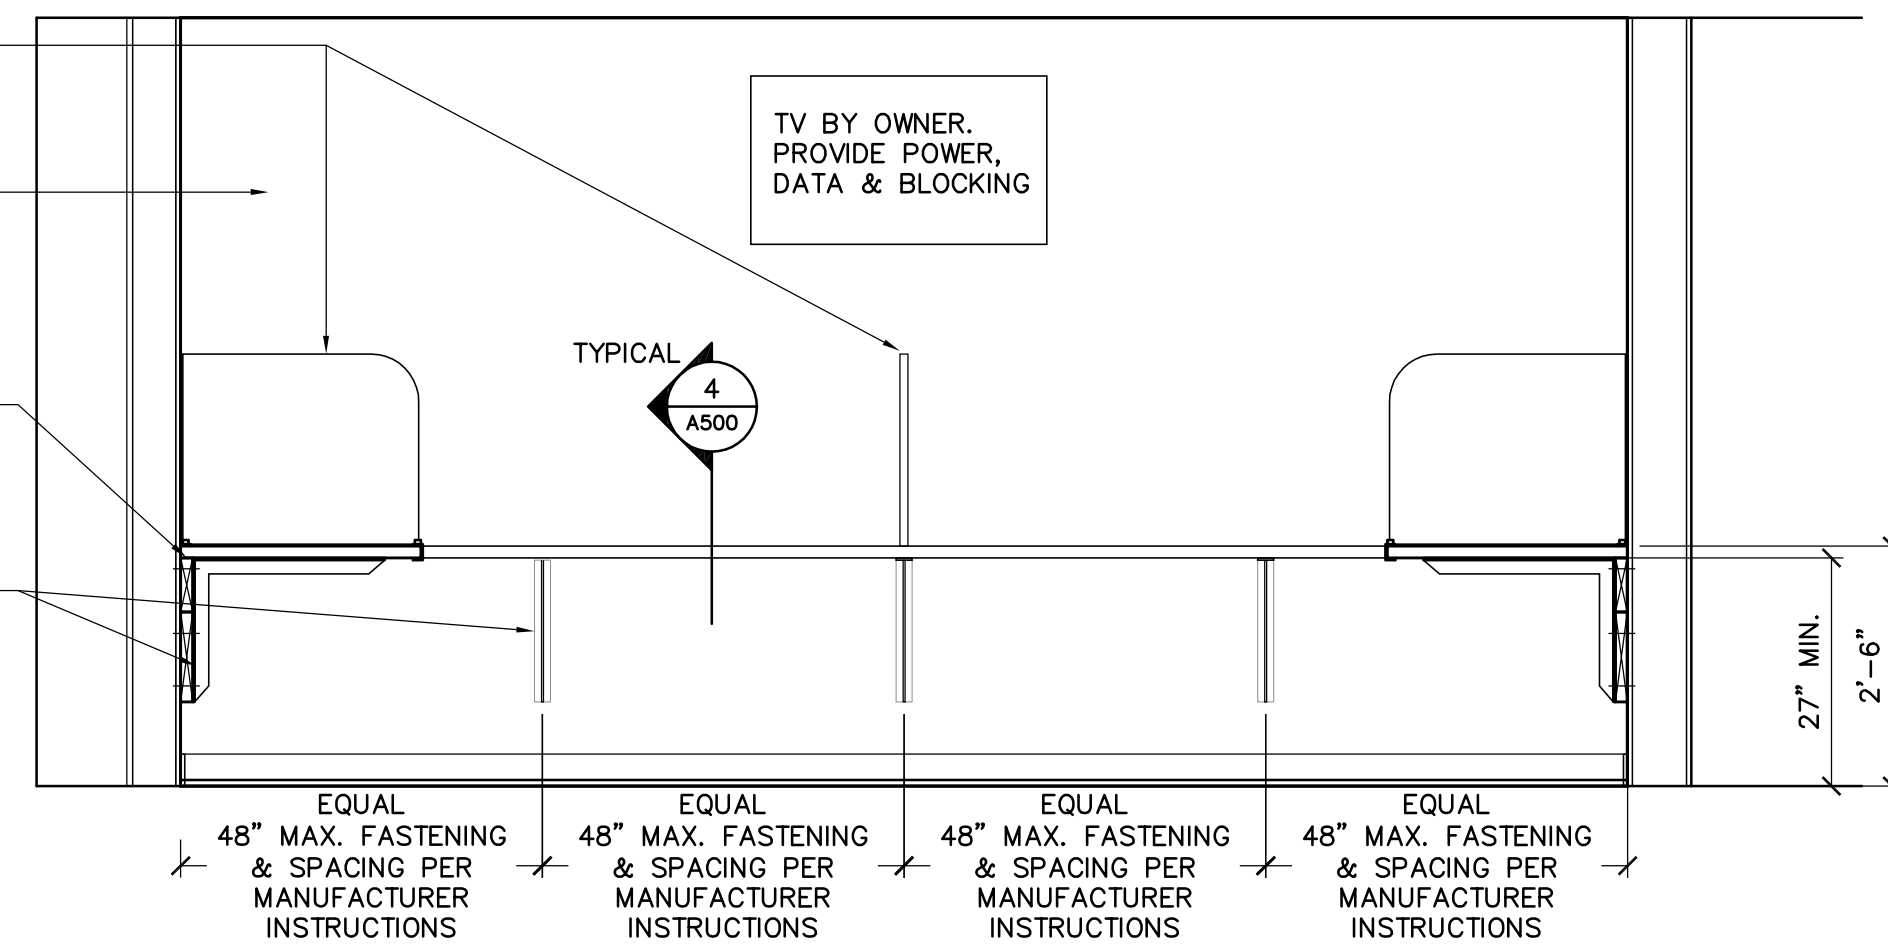 TV BY OWNER.
PROVIDE POWER,
DATA & BLOCKING
TYPICAL
4
A500
27” MIN.
2’-6”
EQUAL
48” MAX. FASTENING
& SPACING PER
MANUFACTURER
INSTRUCTIONS
EQUAL
48” MAX. FASTENING
& SPACING PER
MANUFACTURER
INSTRUCTIONS
EQUAL
48” MAX. FASTENING
& SPACING PER
MANUFACTURER
INSTRUCTIONS
EQUAL
48” MAX. FASTENING
& SPACING PER
MANUFACTURER
INSTRUCTIONS